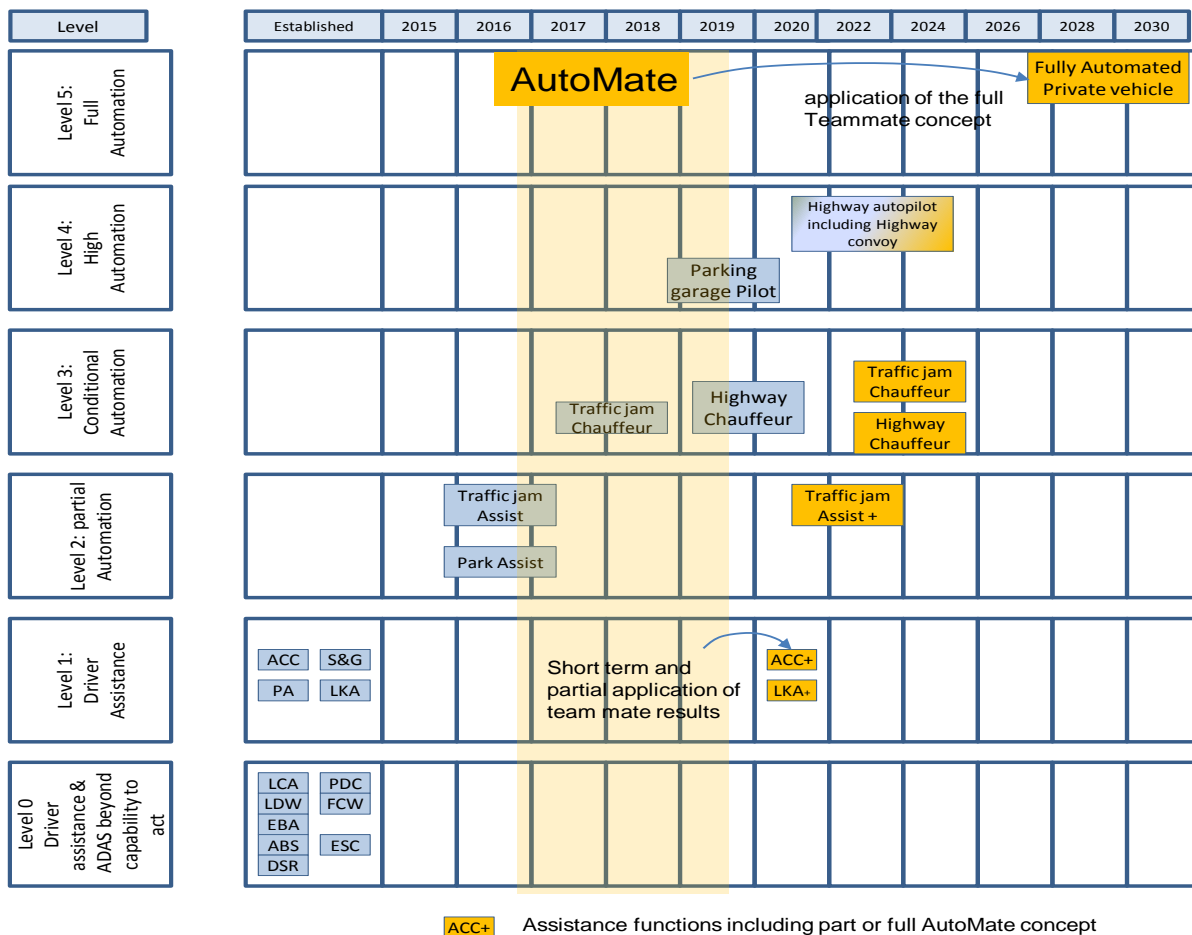 Level
Established
2015
2016
2017
2018
2019
2020
2022
2024
2026
2028
2030
Level 5:
Full
Automation
AutoMate
application of the full
Teammate concept
Fully Automated
Private vehicle
Level 4:
High
Automation
Highway autopilot
including Highway
convoy
Parking
garage Pilot
Level 3:
Conditional
Automation
Traffic jam
Chauffeur
Highway
Chauffeur
Traffic jam
Chauffeur
Highway
Chauffeur
Level 2: partial
Automation
Traffic jam
Assist
Park Assist
Traffic jam
Assist +
Level 1:
Driver
Assistance
ACC
S&G
PA
LKA
Short term and
partial application of
team mate results
ACC+
LKA+
Level 0
Driver
assistance &
ADAS beyond
capability to
act
LCA
PDC
LDW
FCW
EBA
ABS
ESC
DSR
ACC+
Assistance functions including part or full AutoMate concept